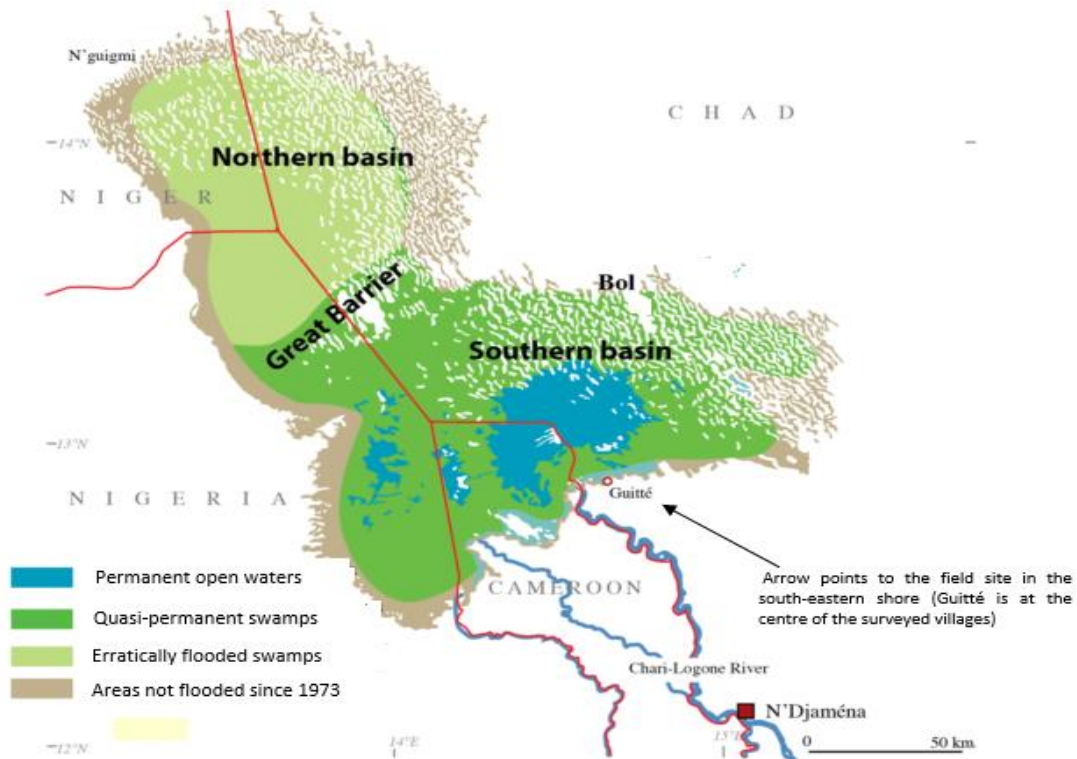 N'guigmi
C H A D
14°N
Northern basin
N I G E R
Great Barrier
Bol
Southern basin
13°N
N I G E R I A
Guitté
Permanent open waters
Quasi-permanent swamps
Erratically flooded swamps
Areas not flooded since 1973
CAMEROON
Arrow points to the field site in the
south-eastern shore (Guitté is at the
centre of the surveyed villages)
Chari-Logone River
N'Djaména
12°N
14°E
15°E
0 50 km